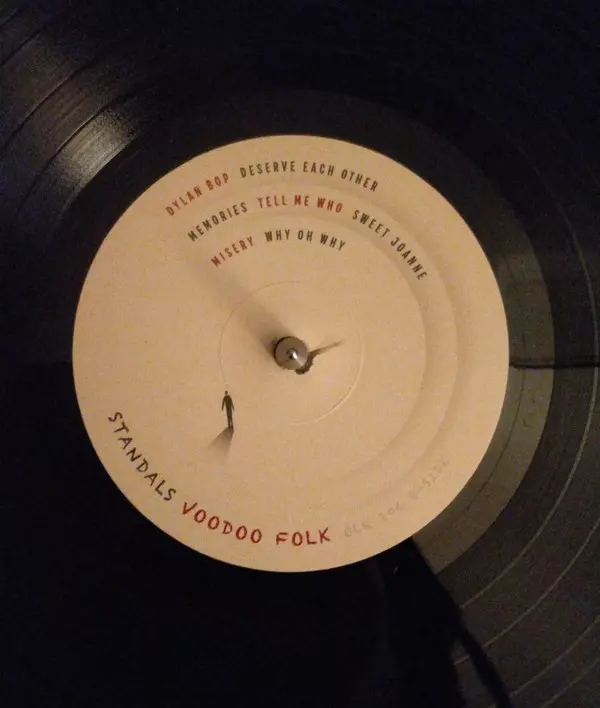 DYLAN BOP DESERVE EACH OTHER
MEMORIES TELL ME WHO SWEET JOANNE
MISERY WHY OH WHY
STANDALS VOODOO FOLK